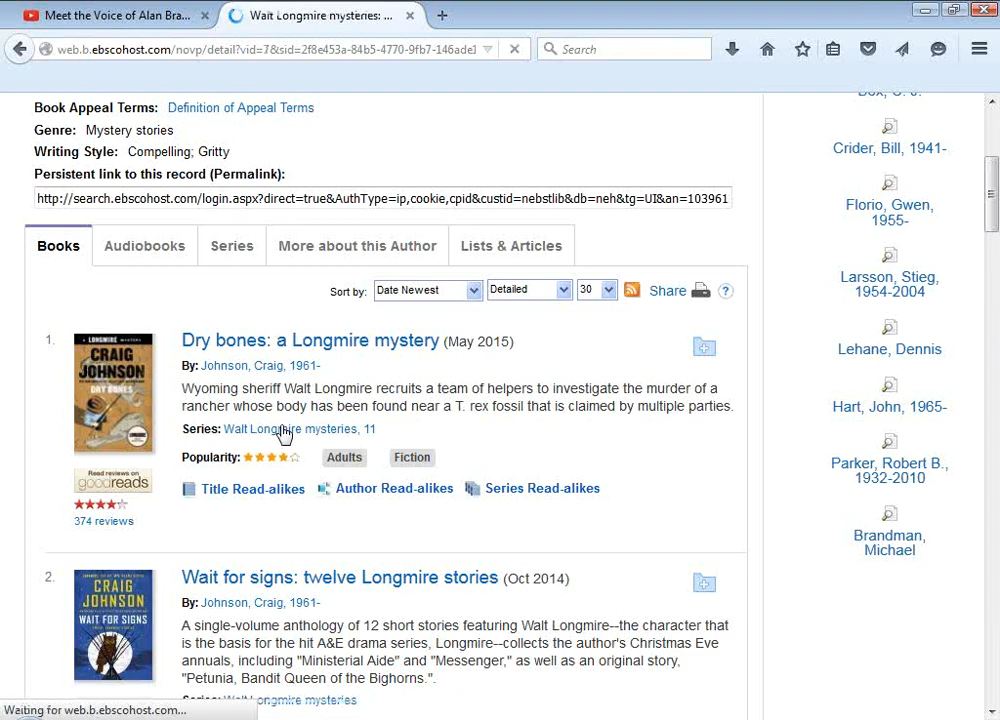 Meet the Voice of Alan Bra...
Walt Longmire mysteries: ...
web.b.ebscohost.com/novp/detail?vid=7&sid=2f8e453a-84b5-4770-9fb7-146ade1
Search
Book Appeal Terms: Definition of Appeal Terms
Genre: Mystery stories
Writing Style: Compelling; Gritty
Persistent link to this record (Permalink):
http://search.ebscohost.com/login.aspx?direct=true&AuthType=ip,cookie,cpid&custid=nebstlib&db=neh&tg=UI&an=103961
Books
Audiobooks
Series
More about this Author
Lists & Articles
Sort by: Date Newest
Detailed
30
Share
1.
CRAIG
JOHNSON
DRY BONES
Read reviews on
goodreads
374 reviews
Dry bones: a Longmire mystery (May 2015)
By: Johnson, Craig, 1961-
Wyoming sheriff Walt Longmire recruits a team of helpers to investigate the murder of a
rancher whose body has been found near a T. rex fossil that is claimed by multiple parties.
Series: Walt Longmire mysteries, 11
Popularity:
Adults
Fiction
Title Read-alikes
Author Read-alikes
Series Read-alikes
2.
CRAIG
JOHNSON
WAIT FOR SIGNS
Wait for signs: twelve Longmire stories (Oct 2014)
By: Johnson, Craig, 1961-
A single-volume anthology of 12 short stories featuring Walt Longmire--the character that
is the basis for the hit A&E drama series, Longmire--collects the author's Christmas Eve
annuals, including "Ministerial Aide" and "Messenger," as well as an original story,
"Petunia, Bandit Queen of the Bighorns.".
Series: Walt Longmire mysteries
Box, C. J.
Crider, Bill, 1941-
Florio, Gwen,
1955-
Larsson, Stieg,
1954-2004
Lehane, Dennis
Hart, John, 1965-
Parker, Robert B.,
1932-2010
Brandman,
Michael
Waiting for web.b.ebscohost.com...